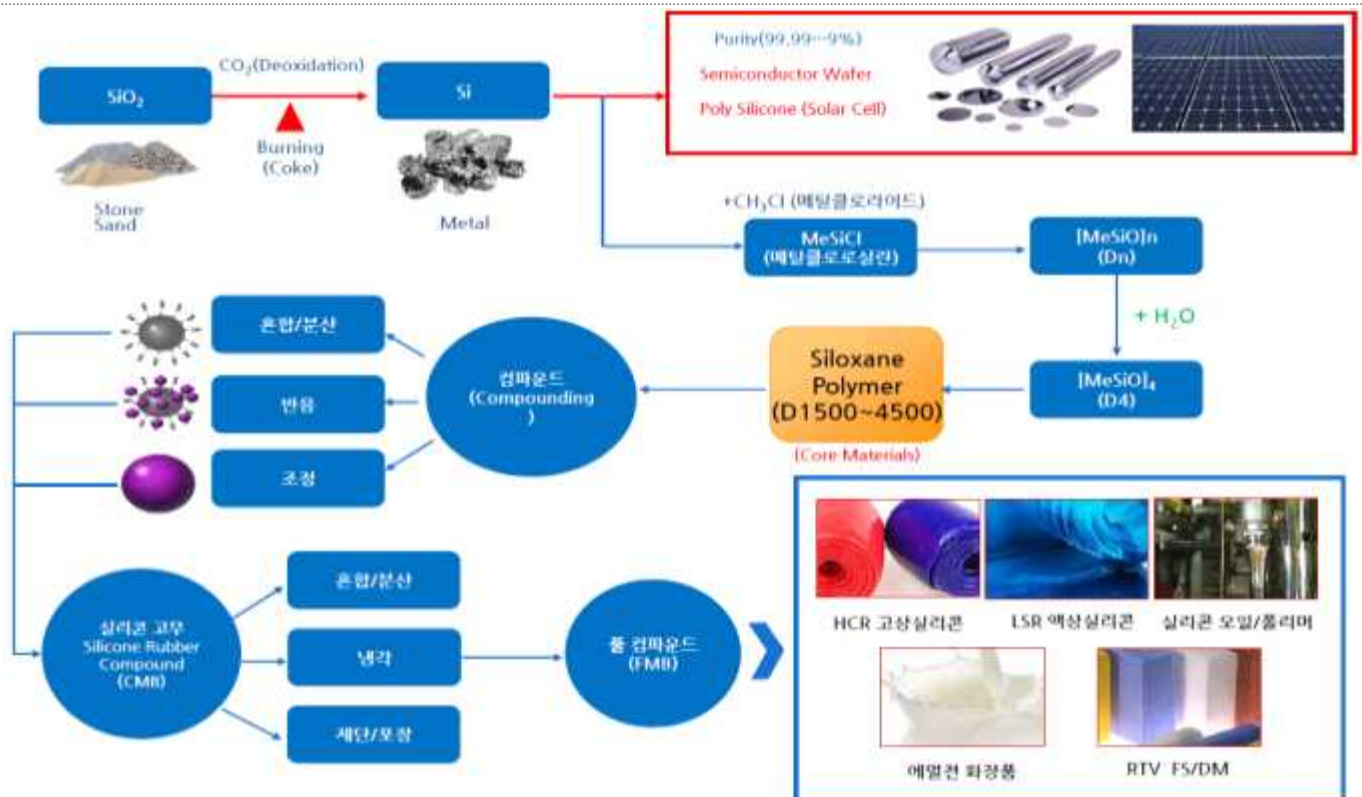 SiO₂
CO₂(Deoxidation)
Burning
(Coke)
Stone
Sand
Si
Metal
Purity(99.99…9%)
Semiconductor Wafer
Poly Silicone (Solar Cell)
+CH₃Cl (메틸클로라이드)
MeSiCl
(메틸클로로실란)
[MeSiO]n
(Dn)
+ H₂O
[MeSiO]₄
(D4)
Siloxane
Polymer
(D1500~4500)
(Core Materials)
컴파운드
(Compounding
)
혼합/분산
반응
조정
실리콘 고무
Silicone Rubber
Compound
(CMB)
혼합/분산
냉각
재단/포장
풀 컴파운드
(FMB)
HCR 고상실리콘
LSR 액상실리콘
실리콘 오일/폴리머
에멀젼 화장품
RTV FS/DM